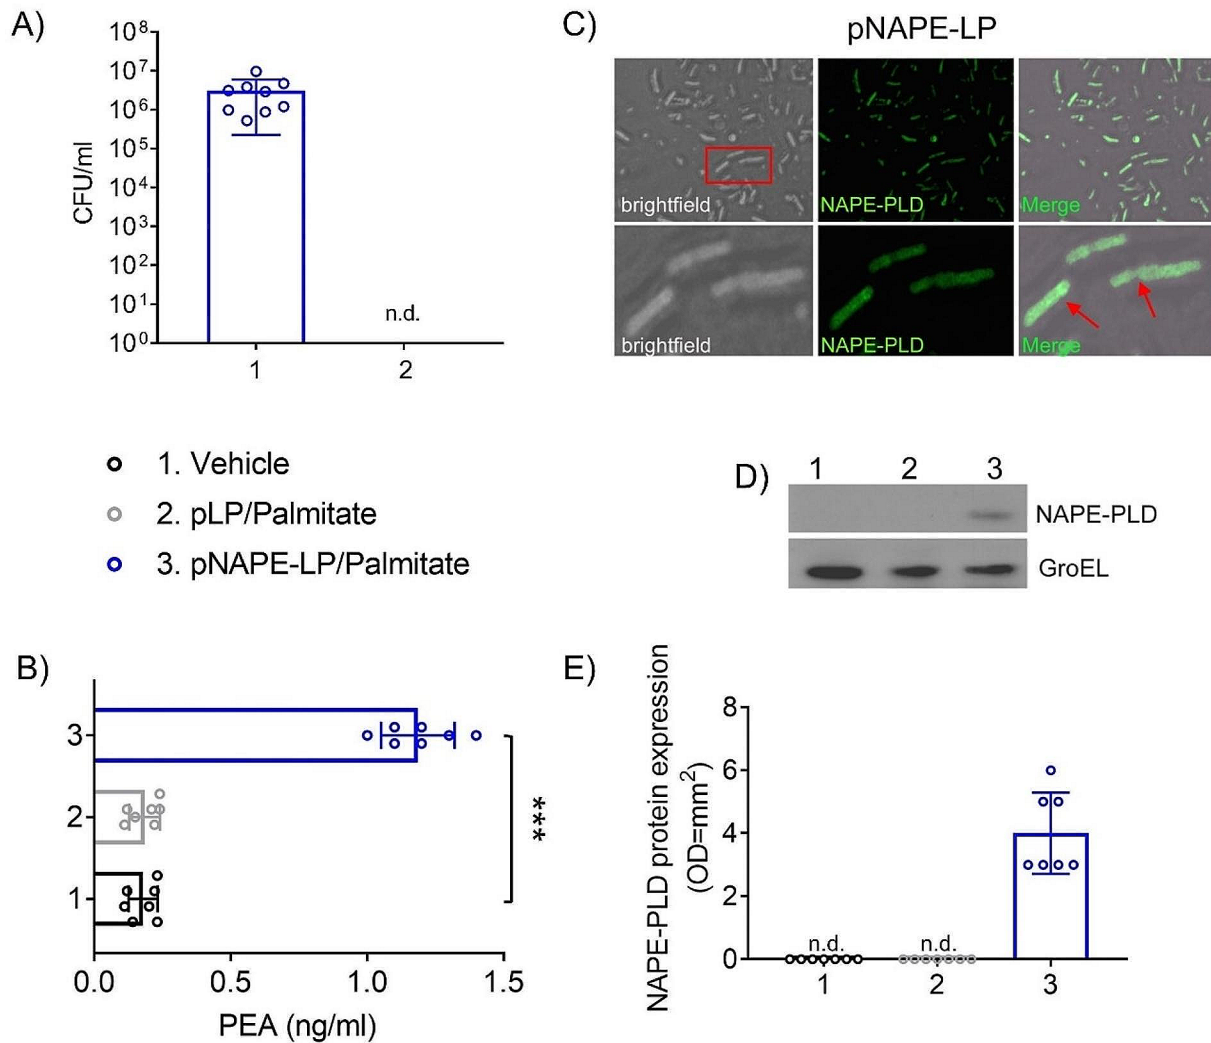 A)
10⁸
10⁷
10⁶
10⁵
10⁴
10³
10²
10¹
10⁰
CFU/ml
n.d.
1 2
1. Vehicle
2. pLP/Palmitate
3. pNAPE-LP/Palmitate
B)
3
2
1
***
0.0 0.5 1.0 1.5
PEA (ng/ml)
C)
pNAPE-LP
brightfield NAPE-PLD Merge
brightfield NAPE-PLD Merge
D)
1 2 3
NAPE-PLD
GroEL
E)
NAPE-PLD protein expression
(OD=mm²)
8
6
4
2
0
n.d. n.d.
1 2 3